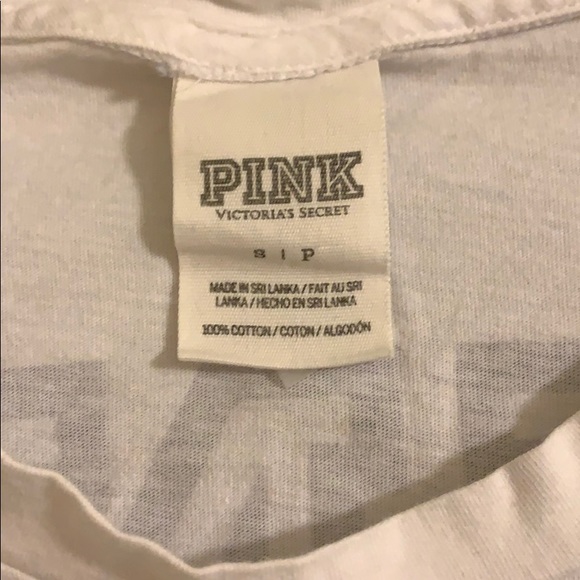 PINK
VICTORIA'S SECRET
S | P
MADE IN SRI LANKA / FAIT AU SRI
LANKA / HECHO EN SRI LANKA
100% COTTON / COTON / ALGODÓN